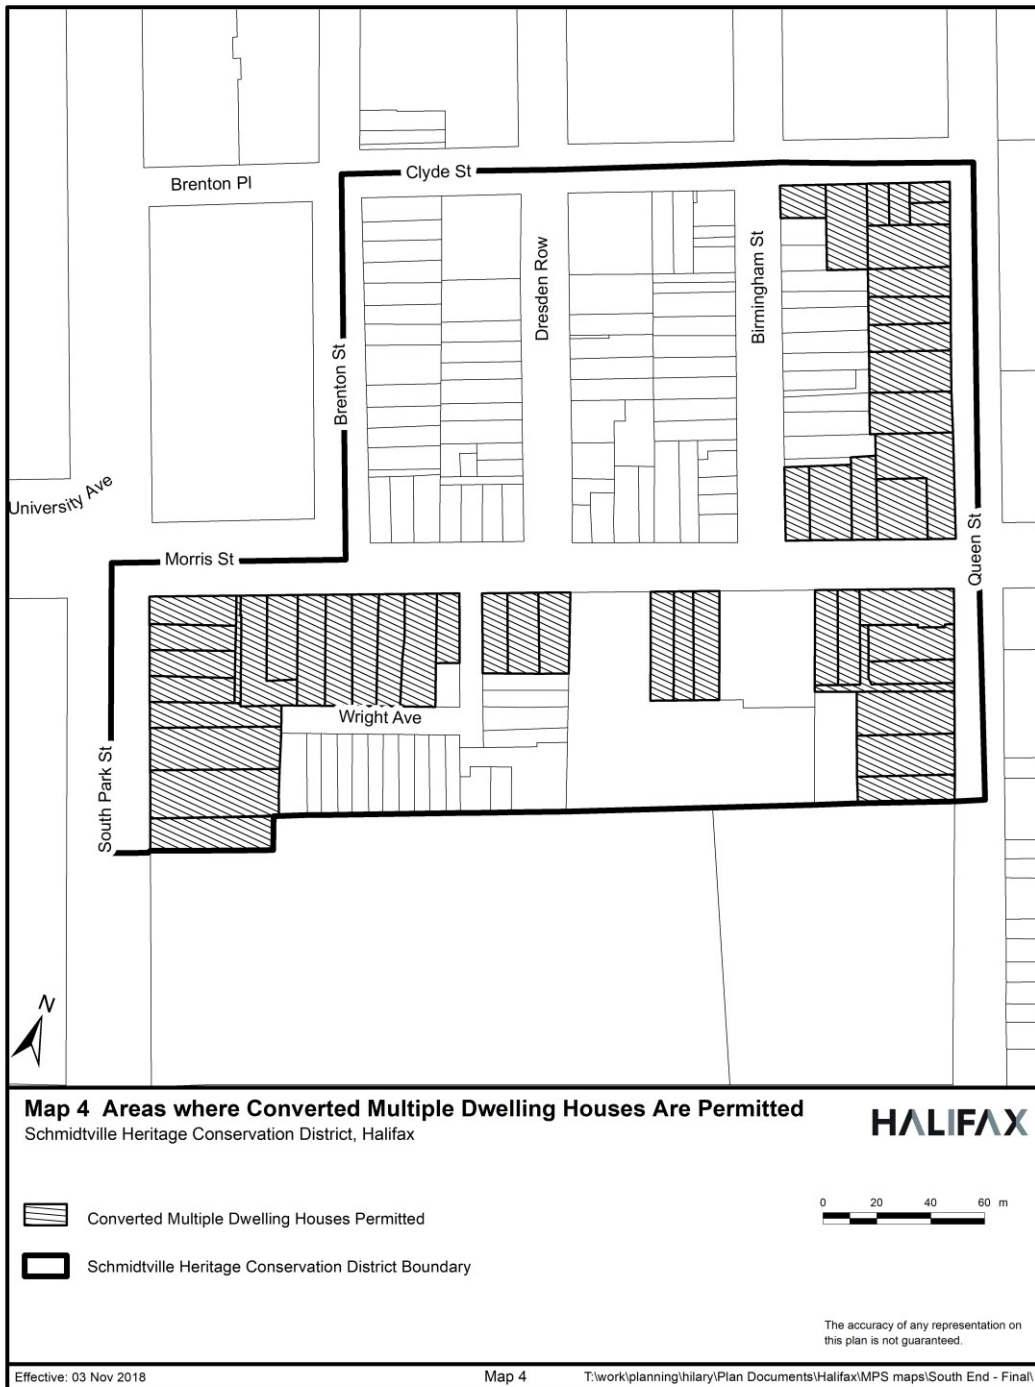 Clyde St
Brenton Pl
Dresden Row
Birmingham St
Brenton St
University Ave
Morris St
Queen St
Wright Ave
South Park St
N
Map 4 Areas where Converted Multiple Dwelling Houses Are Permitted
Schmidtville Heritage Conservation District, Halifax
HALIFAX
0 20 40 60 m
Converted Multiple Dwelling Houses Permitted
Schmidtville Heritage Conservation District Boundary
The accuracy of any representation on
this plan is not guaranteed.
Effective: 03 Nov 2018 Map 4 T:\work\planning\hilary\Plan Documents\Halifax\MPS maps\South End - Final\